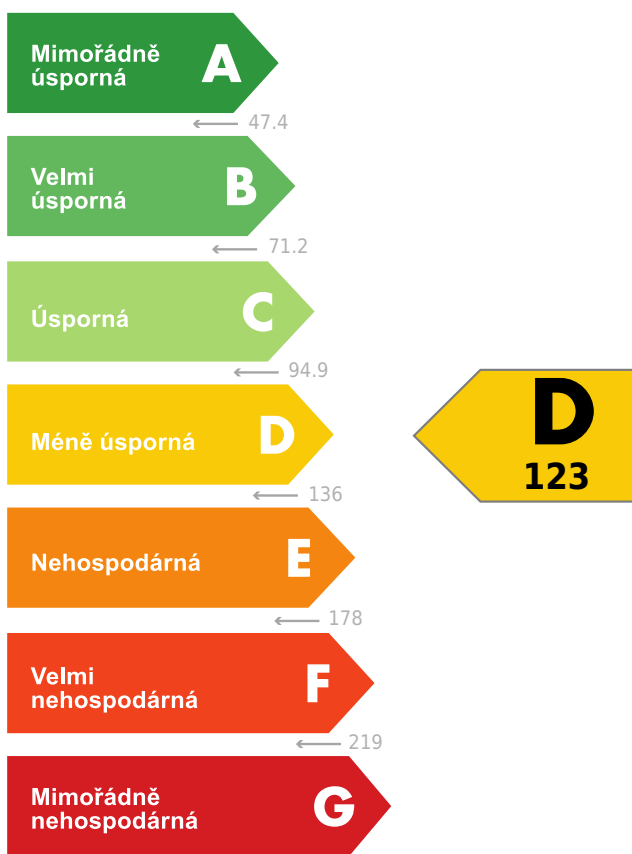 Mimořádně
úsporná
A
47.4
Velmi
úsporná
B
71.2
Úsporná
C
94.9
Méně úsporná
D
D
123
136
Nehospodárná
E
178
Velmi
nehospodárná
F
219
Mimořádně
nehospodárná
G